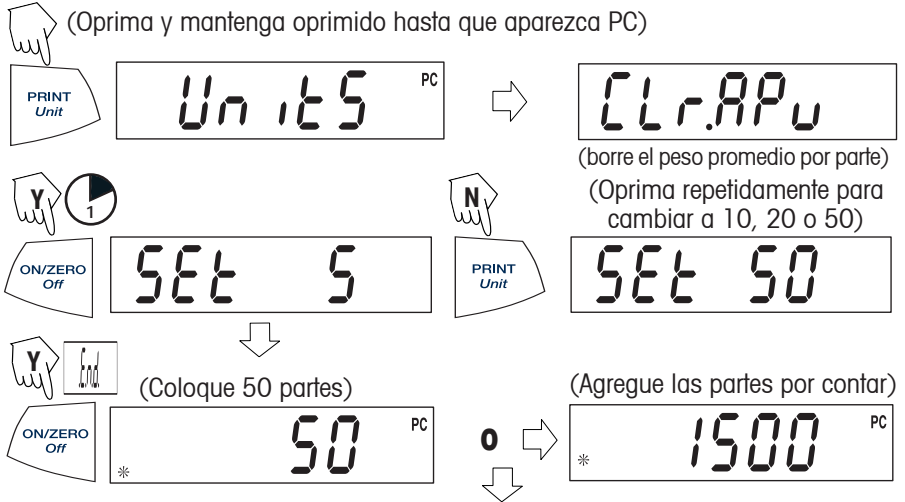 (Oprima y mantenga oprimido hasta que aparezca PC)
PRINT
Unit
UnitS PC
CLr.APu
(borre el peso promedio por parte)
Y 1
N
(Oprima repetidamente para
cambiar a 10, 20 o 50)
ON/ZERO
Off
SEt 5
PRINT
Unit
SEt 50
Y End
(Coloque 50 partes)
(Agregue las partes por contar)
ON/ZERO
Off
* 50 PC
o
* 1500 PC